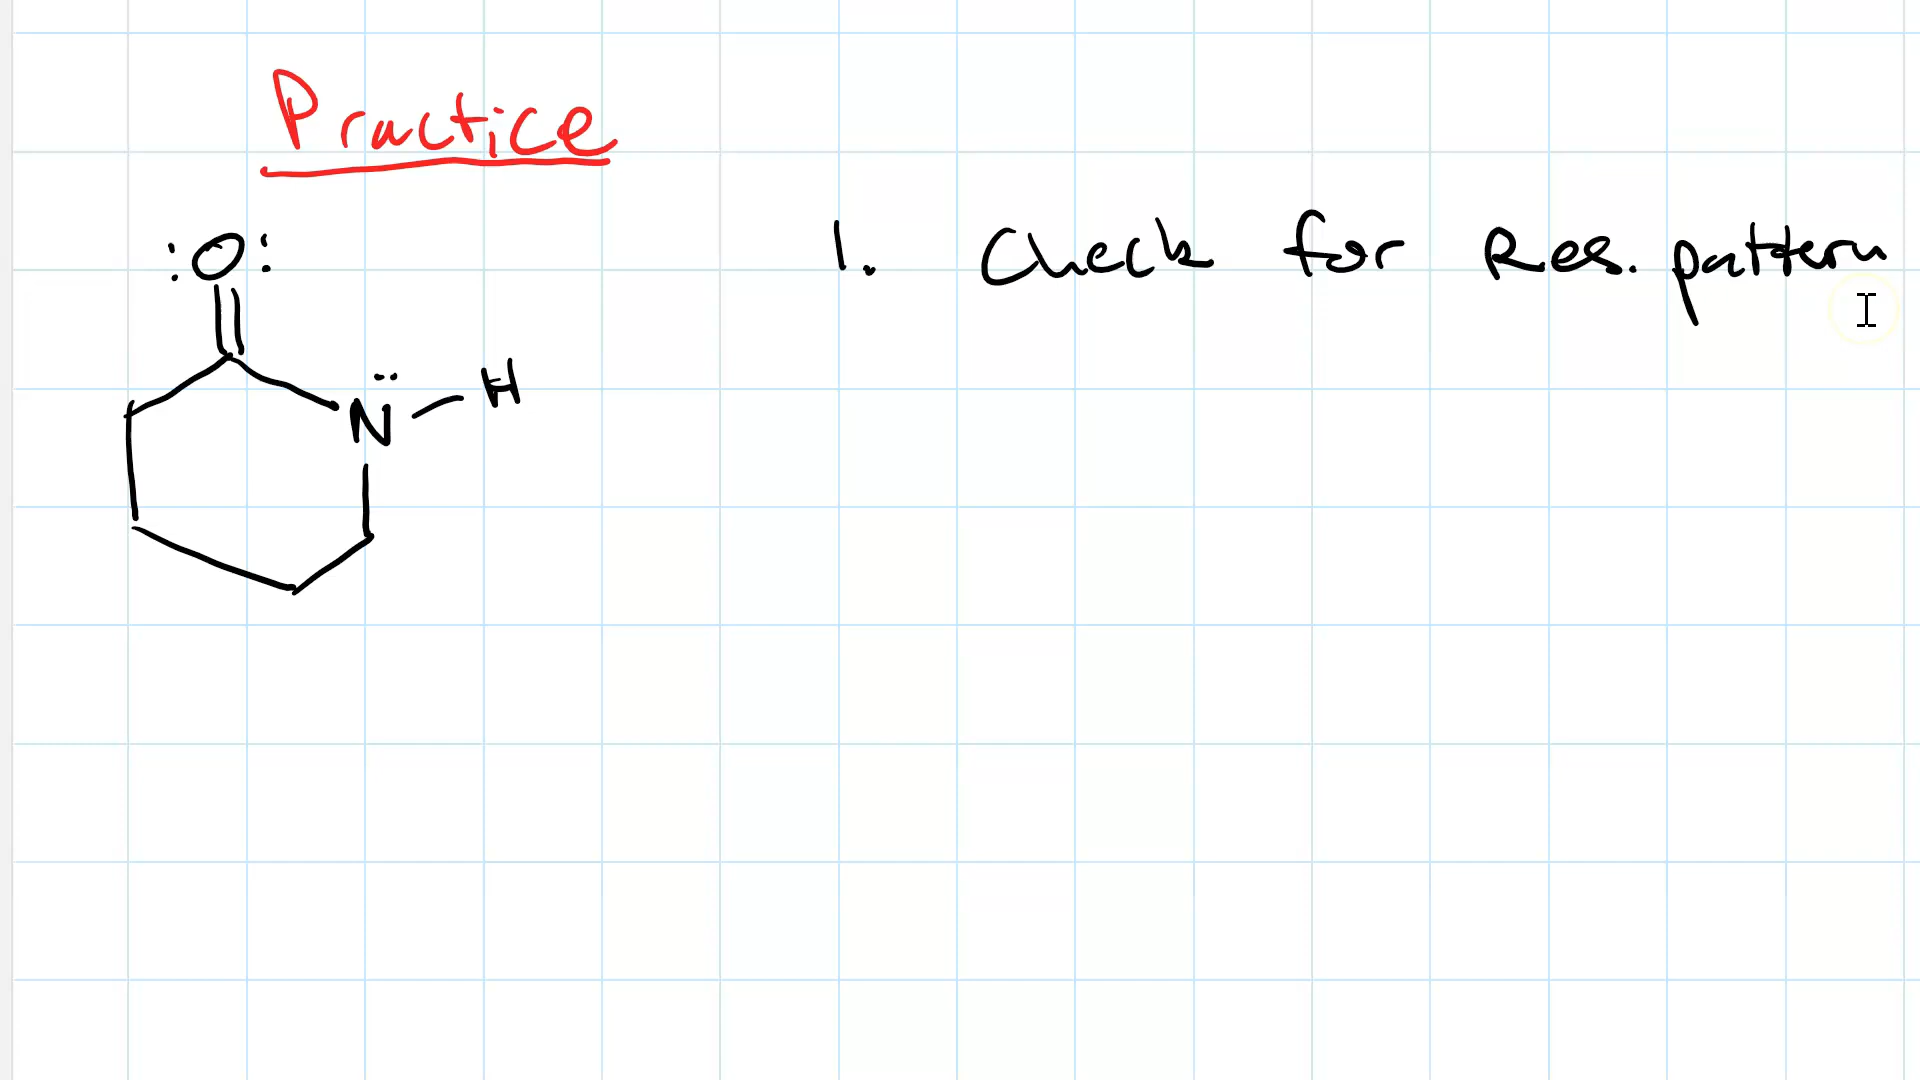 Practice
1. Check for Res. pattern
:O:
N-H